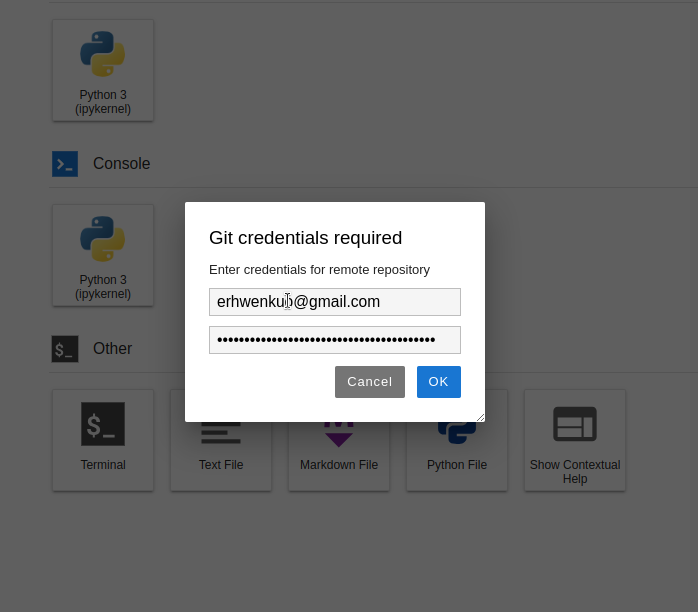 Python 3
(ipykernel)
Console
Python 3
(ipykernel)
Git credentials required
Enter credentials for remote repository
erhwenkuo@gmail.com
••••••••••••••••••••••••••••••••••••••••
Cancel
OK
$_
Other
$_
Terminal
Text File
Markdown File
Python File
Show Contextual
Help